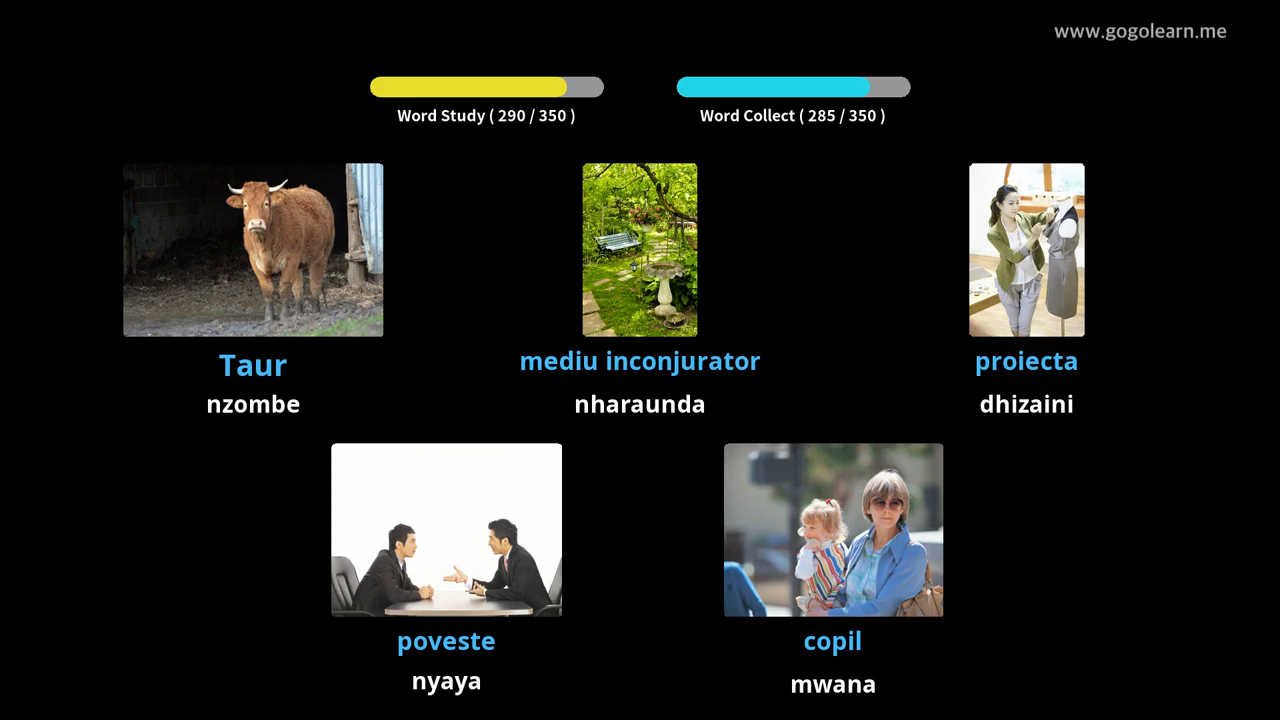 www.gogolearn.me
Word Study ( 290 / 350 )
Word Collect ( 285 / 350 )
Taur
nzombe
mediu inconjurator
nharaunda
proiecta
dhizaini
poveste
nyaya
copil
mwana